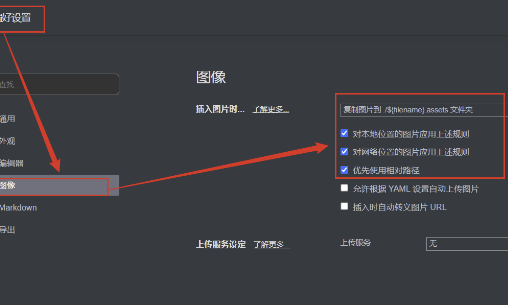 好设置
查找
通用
外观
编辑器
图像
Markdown
导出
图像
插入图片时... 了解更多...
复制图片到 ./${filename}.assets 文件夹
对本地位置的图片应用上述规则
对网络位置的图片应用上述规则
优先使用相对路径
允许根据 YAML 设置自动上传图片
插入时自动转义图片 URL
上传服务设定 了解更多...
上传服务 无